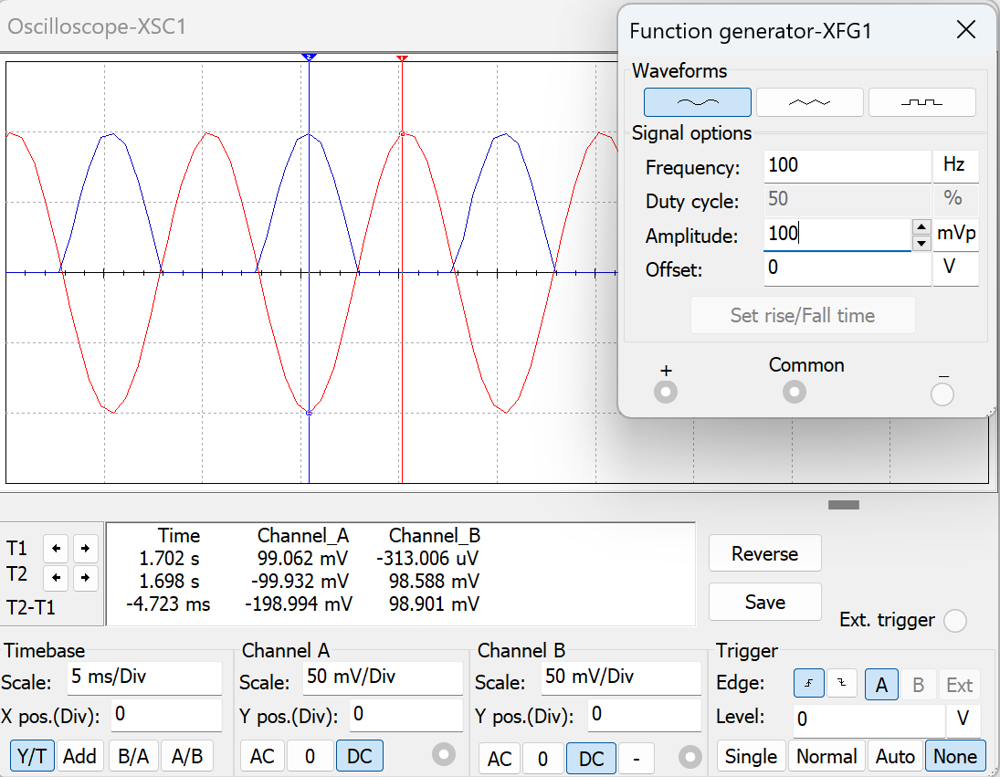 Oscilloscope-XSC1
Function generator-XFG1
Waveforms
Signal options
Frequency: 100 Hz
Duty cycle: 50 %
Amplitude: 100 mVp
Offset: 0 V
Set rise/Fall time
+ Common −
2 1
Time Channel_A Channel_B
T1 1.702 s 99.062 mV -313.006 uV
T2 1.698 s -99.932 mV 98.588 mV
T2-T1 -4.723 ms -198.994 mV 98.901 mV
Reverse
Save
Ext. trigger
Timebase
Scale: 5 ms/Div
X pos.(Div): 0
Y/T Add B/A A/B
Channel A
Scale: 50 mV/Div
Y pos.(Div): 0
AC 0 DC
Channel B
Scale: 50 mV/Div
Y pos.(Div): 0
AC 0 DC -
Trigger
Edge: A B Ext
Level: 0 V
Single Normal Auto None